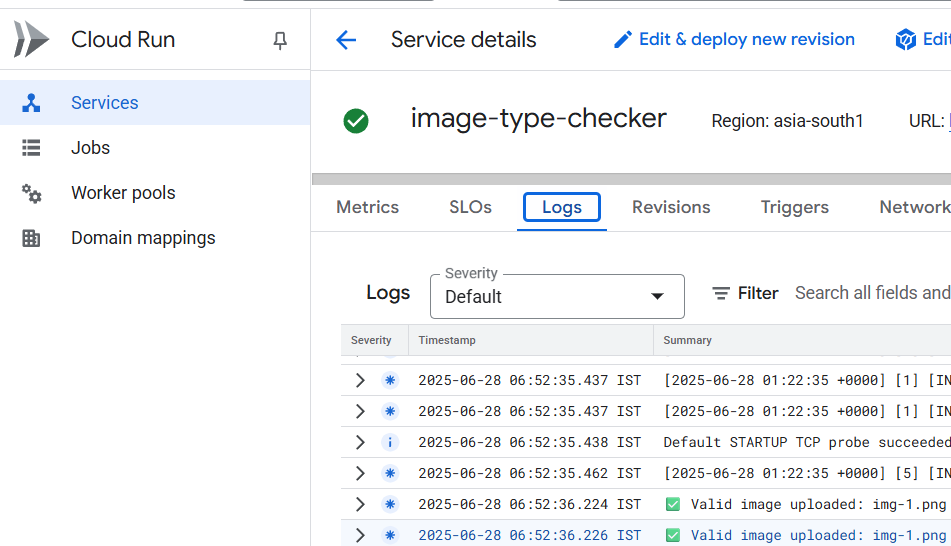 Cloud Run
Services
Jobs
Worker pools
Domain mappings
Service details
Edit & deploy new revision
image-type-checker
Region: asia-south1
URL:
Metrics
SLOs
Logs
Revisions
Triggers
Network
Logs
Severity
Default
Filter
Search all fields and
Severity Timestamp Summary
2025-06-28 06:52:35.437 IST [2025-06-28 01:22:35 +0000] [1]
2025-06-28 06:52:35.437 IST [2025-06-28 01:22:35 +0000] [1]
2025-06-28 06:52:35.438 IST Default STARTUP TCP probe succeeded
2025-06-28 06:52:35.462 IST [2025-06-28 01:22:35 +0000] [5]
2025-06-28 06:52:36.224 IST ✅ Valid image uploaded: img-1.png
2025-06-28 06:52:36.226 IST ✅ Valid image uploaded: img-1.png